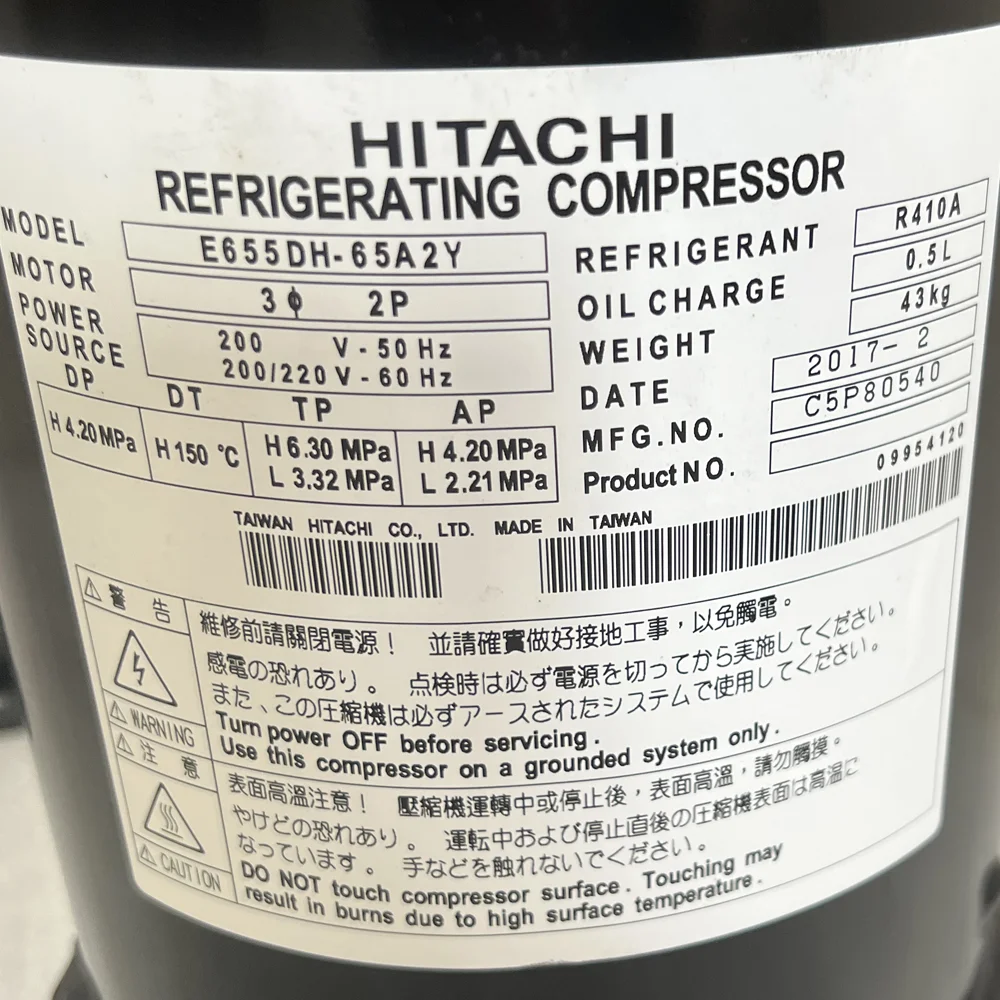 HITACHI
REFRIGERATING COMPRESSOR
MODEL E655DH-65A2Y
MOTOR 3ϕ 2P
POWER SOURCE 200 V - 50 Hz
200/220 V - 60 Hz
DP DT TP AP
H 4.20 MPa H 150 °C H 6.30 MPa H 4.20 MPa
L 3.32 MPa L 2.21 MPa
REFRIGERANT R410A
OIL CHARGE 0.5L
WEIGHT 43kg
DATE 2017- 2
MFG.NO. C5P80540
Product NO.
09954120
TAIWAN HITACHI CO., LTD. MADE IN TAIWAN
⚠警告
維修前請關閉電源！ 並請確實做好接地工事，以免觸電。
感電の恐れあり。 点検時は必ず電源を切ってから実施してください。
また、この圧縮機は必ずアースされたシステムで使用してください。
⚠WARNING
Turn power OFF before servicing.
Use this compressor on a grounded system only.
⚠注意
表面高溫注意！ 壓縮機運轉中或停止後，表面高溫，請勿觸摸。
やけどの恐れあり。 運転中および停止直後の圧縮機表面は高温に
なっています。 手などを触れないでください。
⚠CAUTION
DO NOT touch compressor surface. Touching may
result in burns due to high surface temperature.